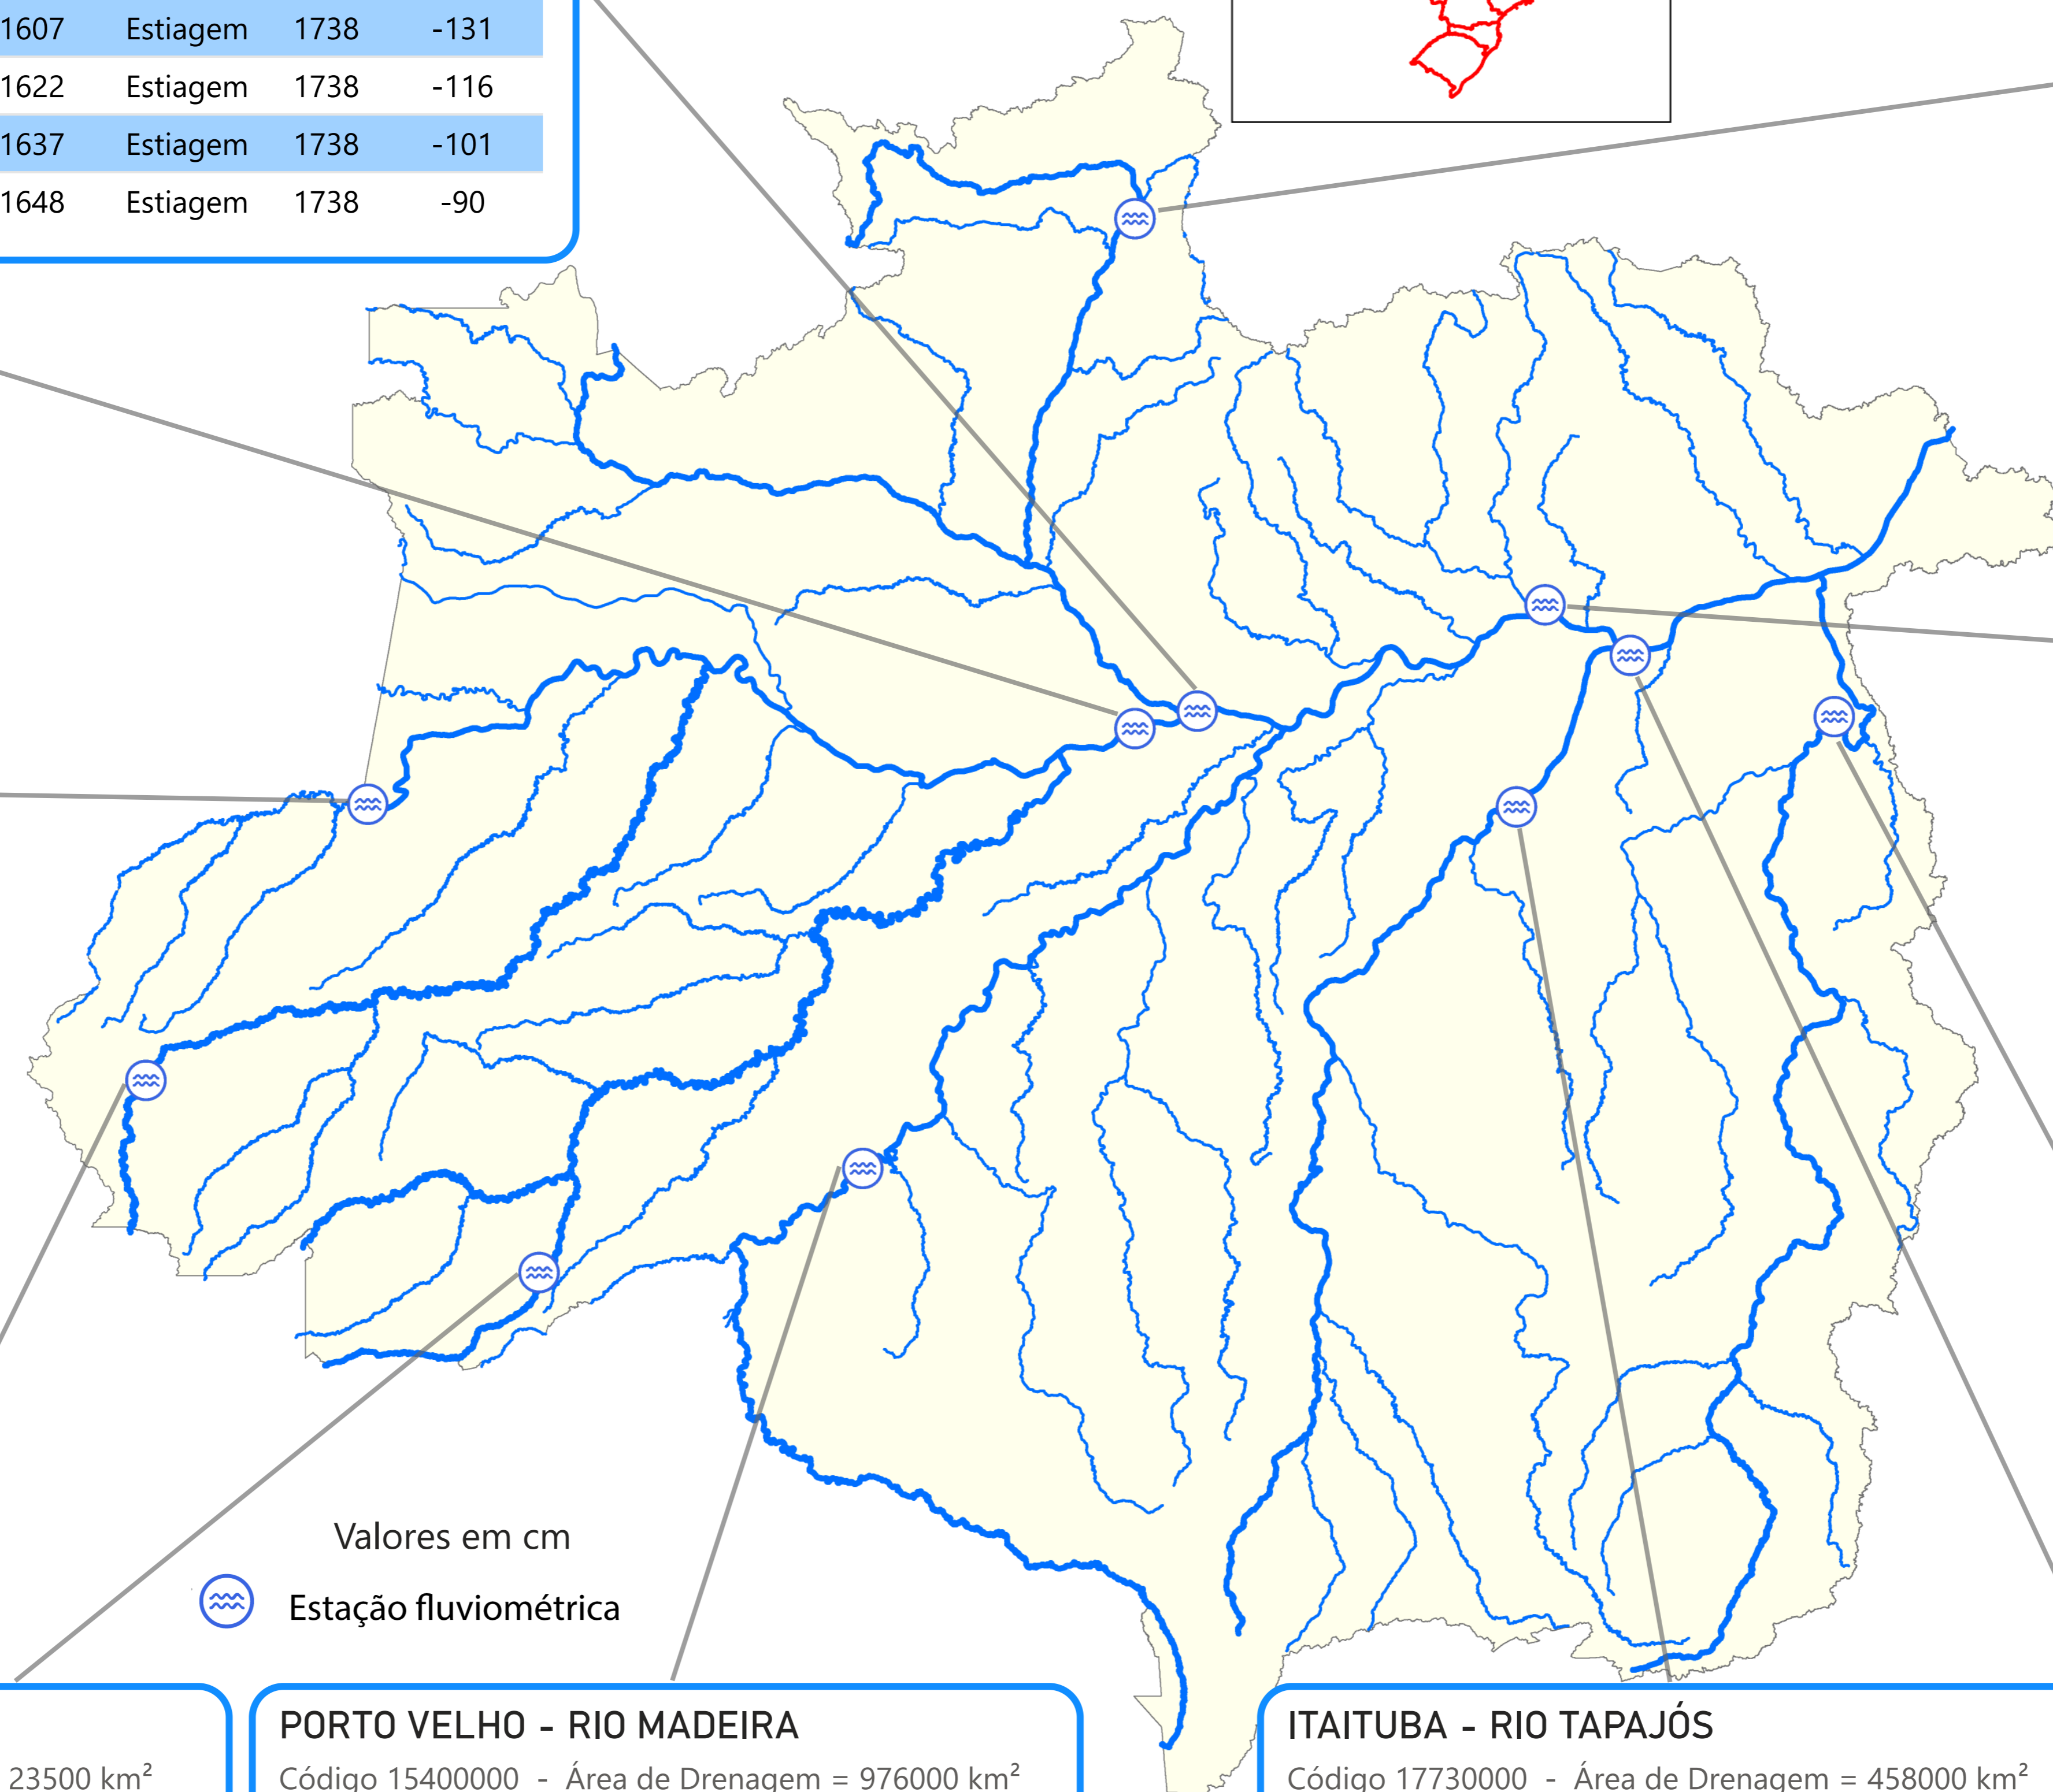 1607 Estiagem 1738 -131
1622 Estiagem 1738 -116
1637 Estiagem 1738 -101
1648 Estiagem 1738 -90
Valores em cm
Estação fluviométrica
23500 km²
PORTO VELHO - RIO MADEIRA
Código 15400000 - Área de Drenagem = 976000 km²
ITAITUBA - RIO TAPAJÓS
Código 17730000 - Área de Drenagem = 458000 km²